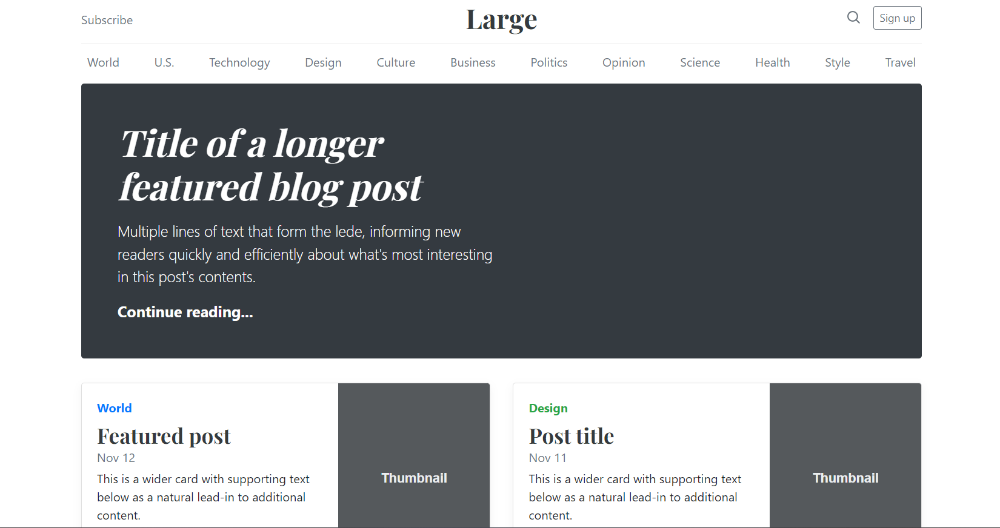 Subscribe
Large
Sign up
World U.S. Technology Design Culture Business Politics Opinion Science Health Style Travel
Title of a longer
featured blog post
Multiple lines of text that form the lede, informing new
readers quickly and efficiently about what's most interesting
in this post's contents.
Continue reading...
World
Featured post
Nov 12
This is a wider card with supporting text
below as a natural lead-in to additional
content.
Thumbnail
Design
Post title
Nov 11
This is a wider card with supporting text
below as a natural lead-in to additional
content.
Thumbnail